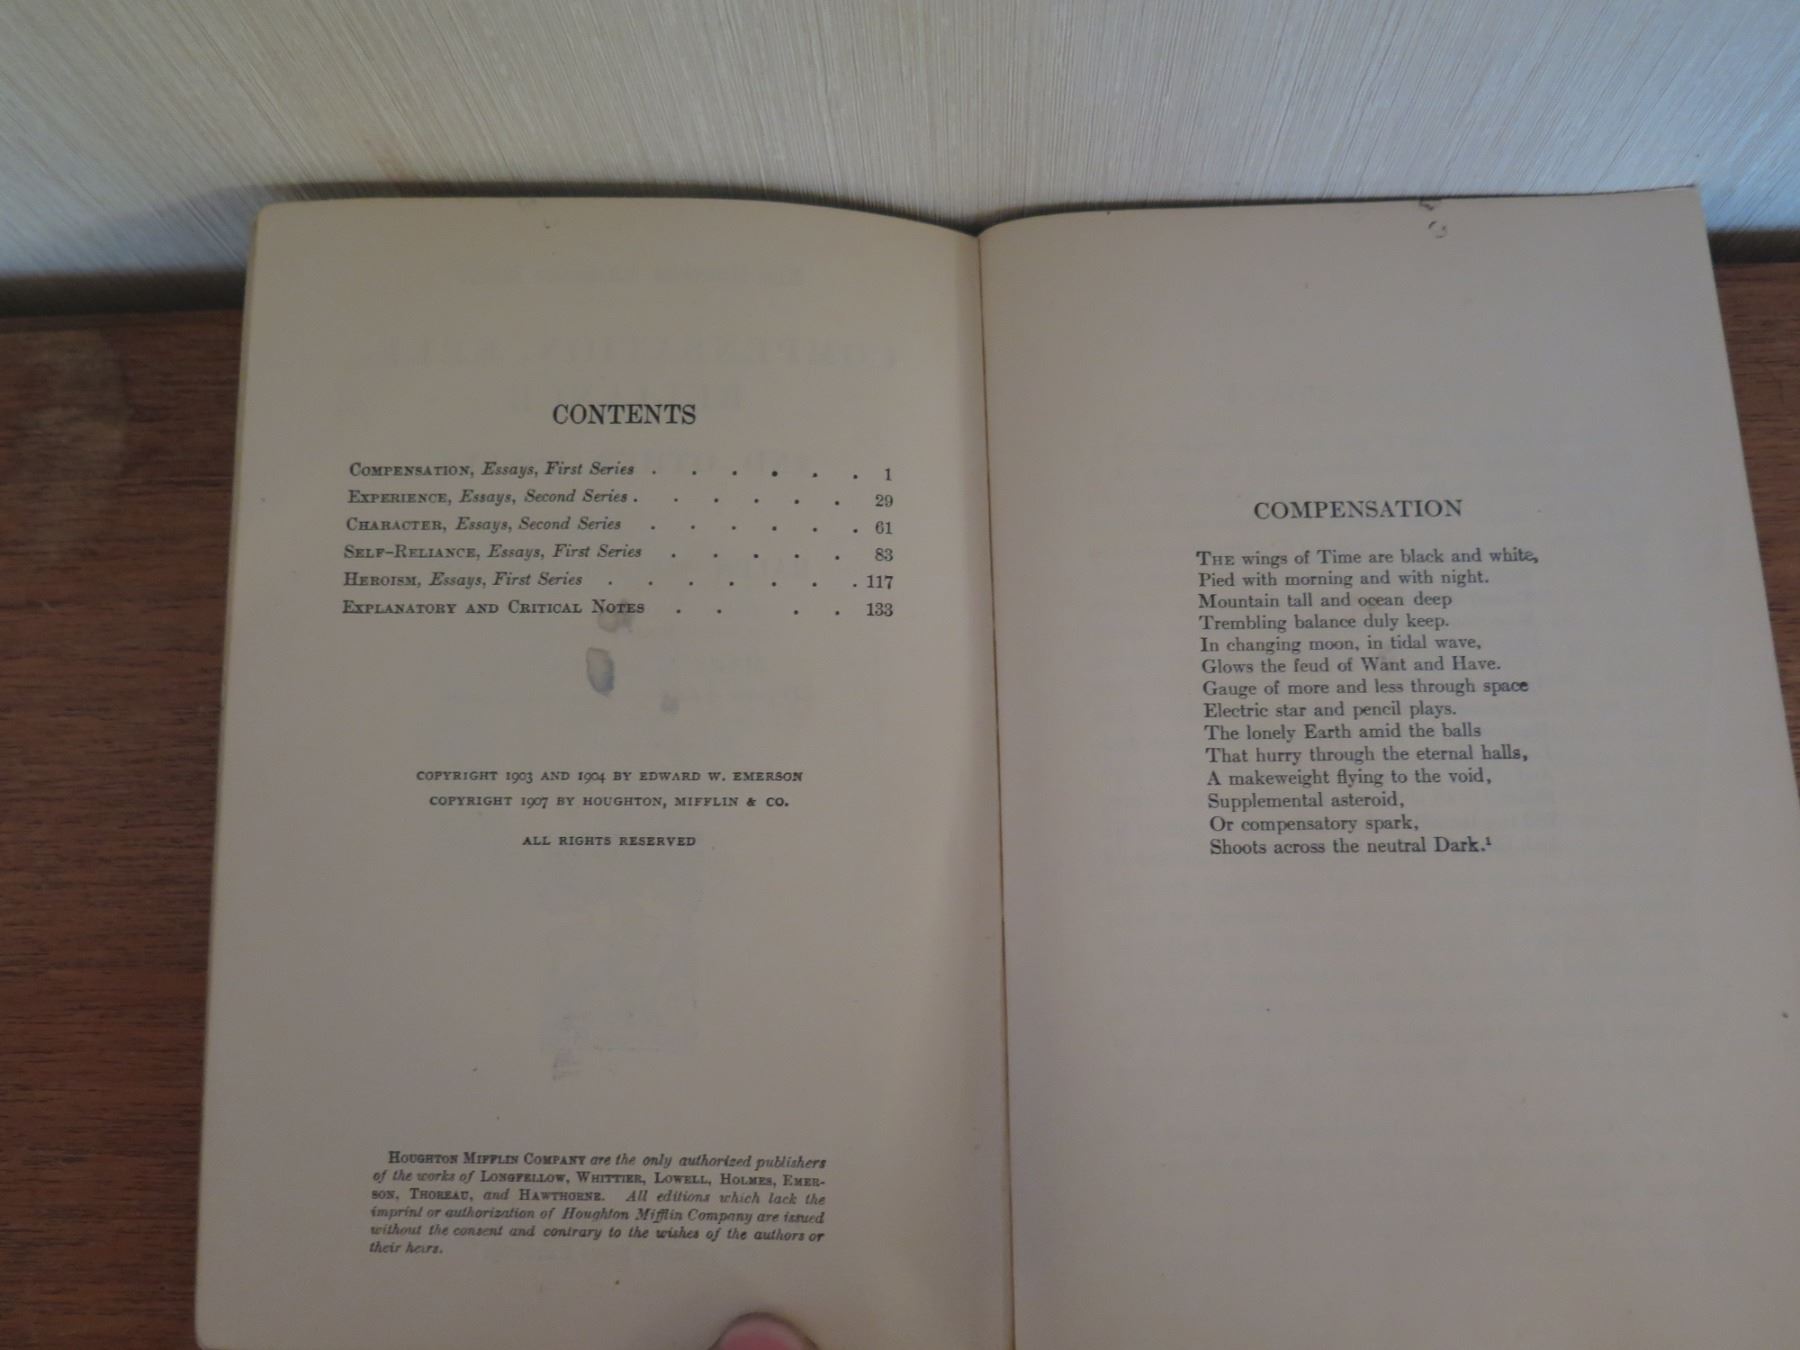 CONTENTS
COMPENSATION, Essays, First Series . . . . . . 1
EXPERIENCE, Essays, Second Series . . . . . . 29
CHARACTER, Essays, Second Series . . . . . . 61
SELF-RELIANCE, Essays, First Series . . . . . 83
HEROISM, Essays, First Series . . . . . . . 117
EXPLANATORY AND CRITICAL NOTES . . . . 133
COPYRIGHT 1903 AND 1904 BY EDWARD W. EMERSON
COPYRIGHT 1907 BY HOUGHTON, MIFFLIN & CO.
ALL RIGHTS RESERVED
HOUGHTON MIFFLIN COMPANY are the only authorized publishers
of the works of LONGFELLOW, WHITTIER, LOWELL, HOLMES, EMER-
SON, THOREAU, and HAWTHORNE. All editions which lack the
imprint or authorization of Houghton Mifflin Company are issued
without the consent and contrary to the wishes of the authors or
their heirs.
COMPENSATION
THE wings of Time are black and white,
Pied with morning and with night.
Mountain tall and ocean deep
Trembling balance duly keep.
In changing moon, in tidal wave,
Glows the feud of Want and Have.
Gauge of more and less through space
Electric star and pencil plays.
The lonely Earth amid the balls
That hurry through the eternal halls,
A makeweight flying to the void,
Supplemental asteroid,
Or compensatory spark,
Shoots across the neutral Dark.¹